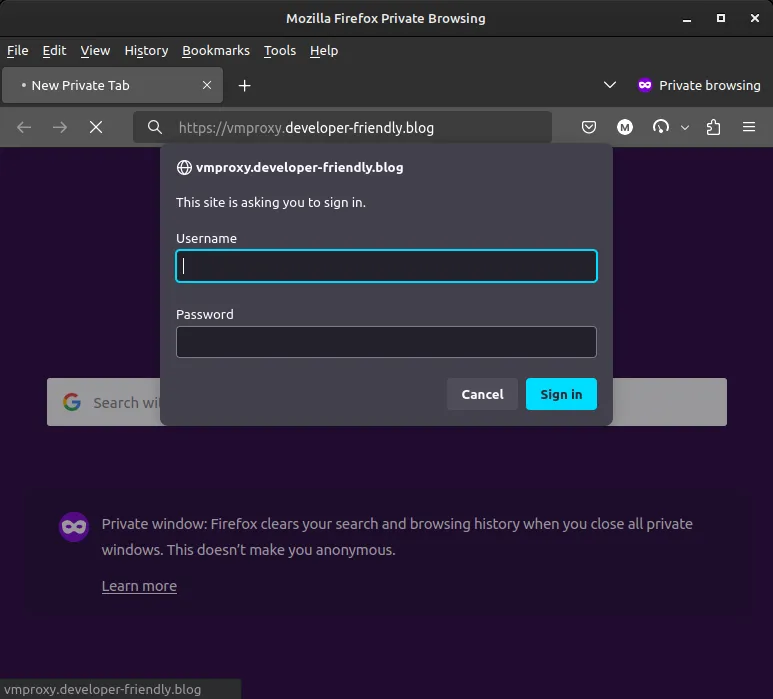 Mozilla Firefox Private Browsing
File Edit View History Bookmarks Tools Help
New Private Tab
Private browsing
https://vmproxy.developer-friendly.blog
M
vmproxy.developer-friendly.blog
This site is asking you to sign in.
Username
Password
Cancel Sign in
G Search
Private window: Firefox clears your search and browsing history when you close all private
windows. This doesn’t make you anonymous.
Learn more
vmproxy.developer-friendly.blog